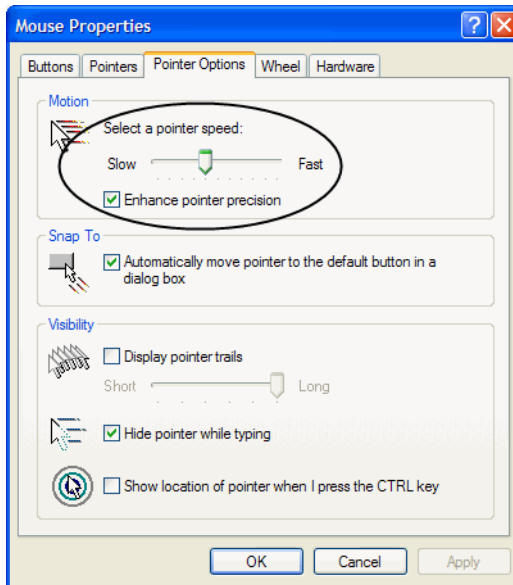 Mouse Properties
Buttons Pointers Pointer Options Wheel Hardware
Motion
Select a pointer speed:
Slow Fast
Enhance pointer precision
Snap To
Automatically move pointer to the default button in a
dialog box
Visibility
Display pointer trails
Short Long
Hide pointer while typing
Show location of pointer when I press the CTRL key
OK Cancel Apply